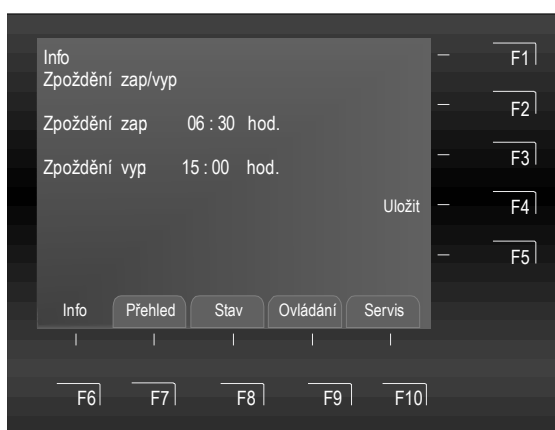 Info
Zpoždění zap/vyp
Zpoždění zap 06 : 30 hod.
Zpoždění vyp 15 : 00 hod.
Uložit
Info Přehled Stav Ovládání Servis
F1
F2
F3
F4
F5
F6 F7 F8 F9 F10